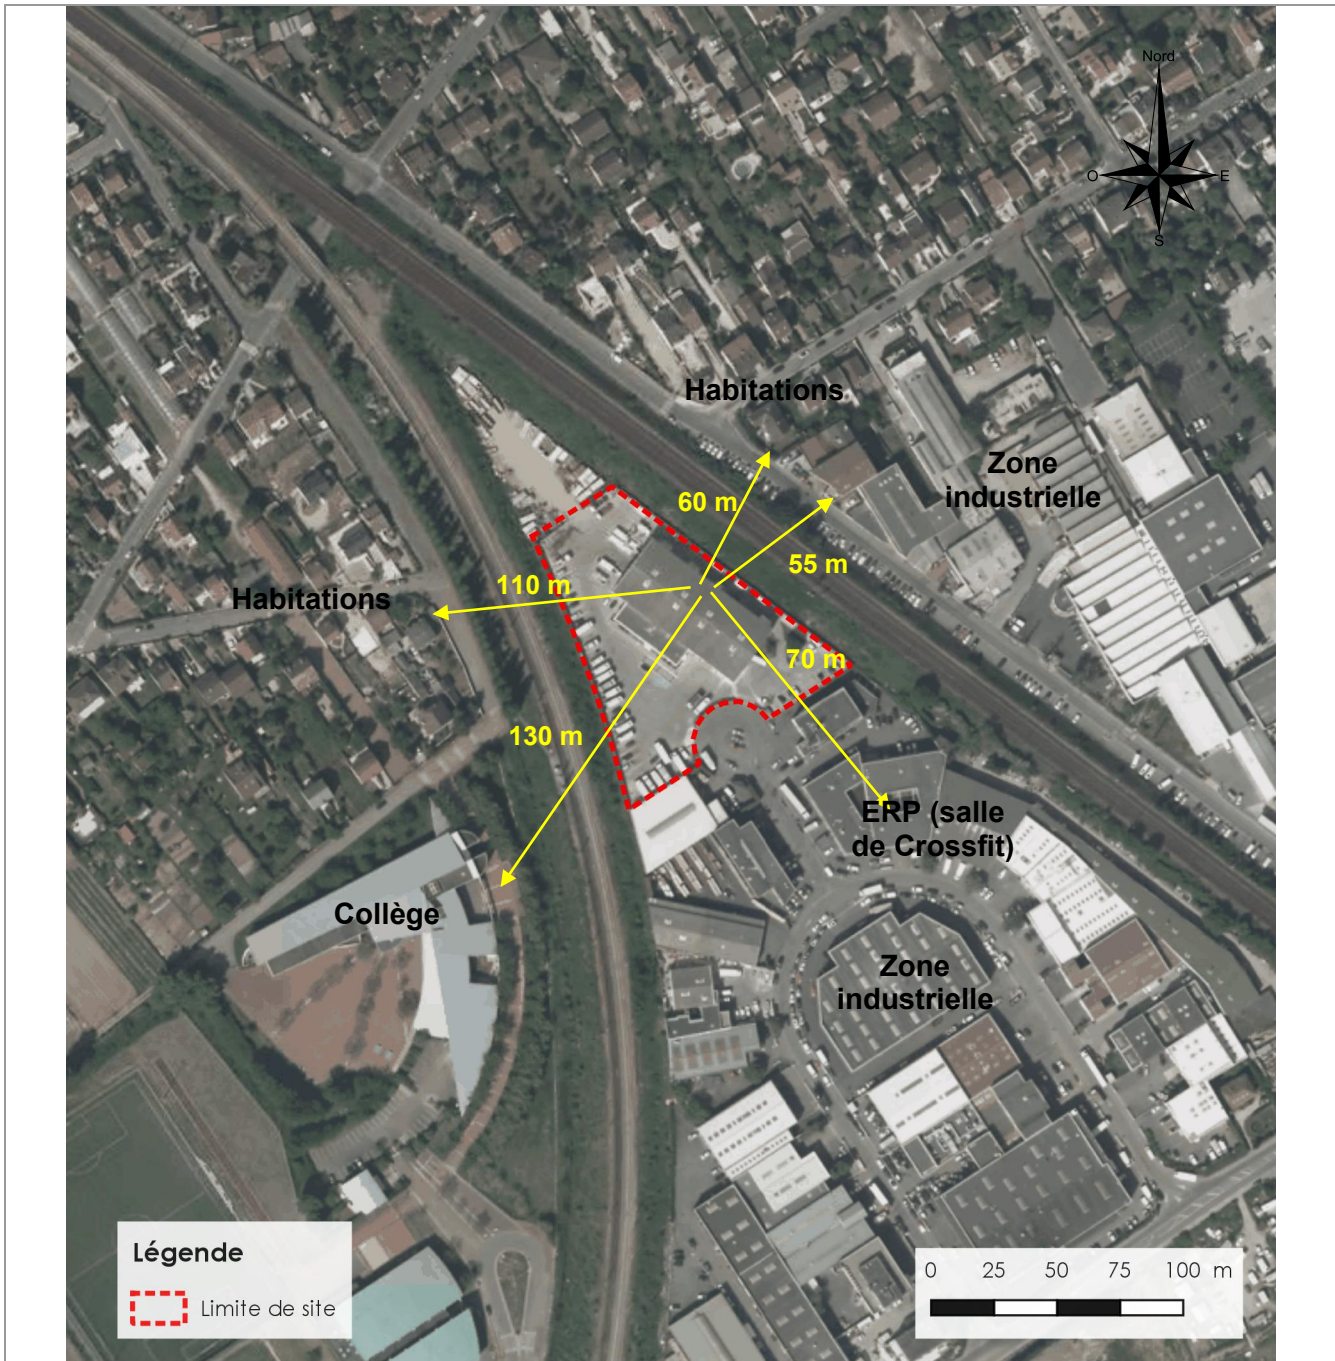 Nord
O
E
S
Habitations
Zone
industrielle
60 m
55 m
110 m
Habitations
70 m
130 m
ERP (salle
de Crossfit)
Collège
Zone
industrielle
Légende
Limite de site
0 25 50 75 100 m